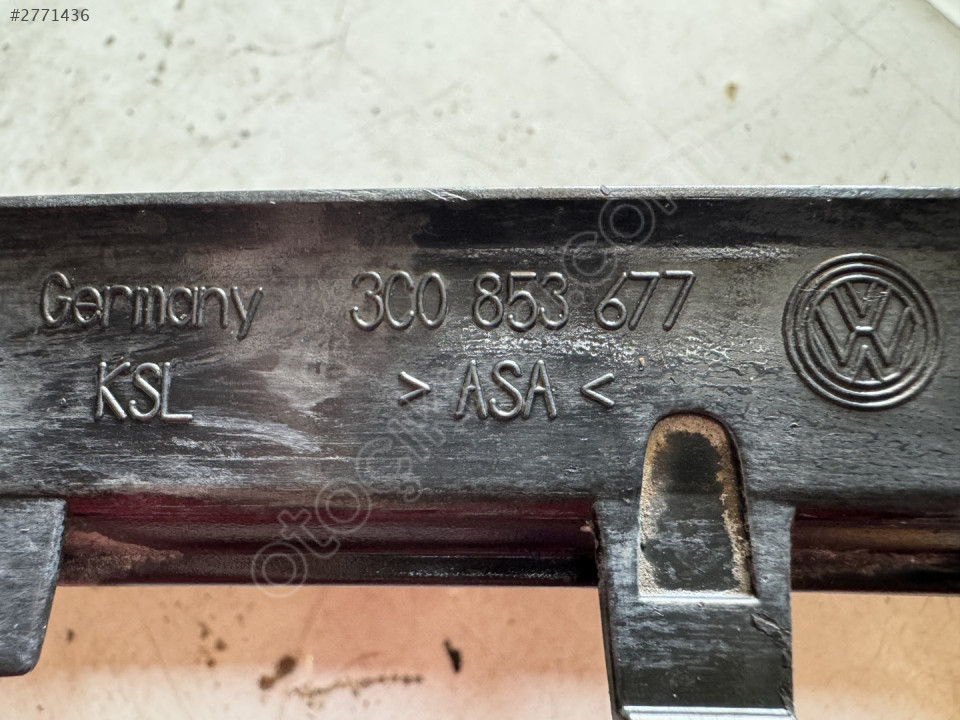 #2771436
Germany 3C0 853 677
KSL > ASA <